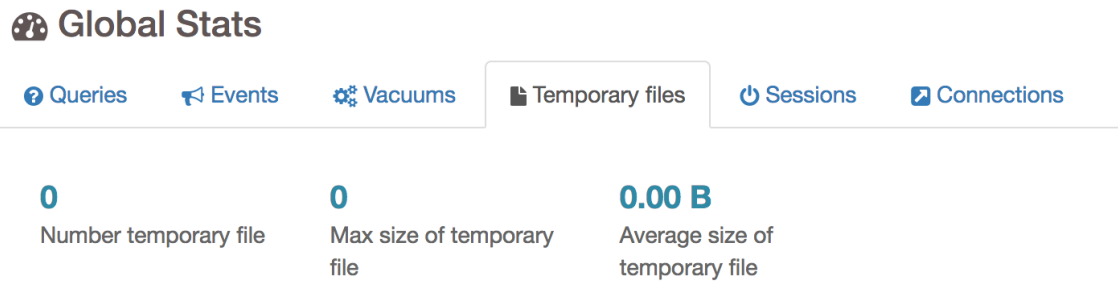 Global Stats
Queries Events Vacuums Temporary files Sessions Connections
0 0 0.00 B
Number temporary file Max size of temporary Average size of
file temporary file